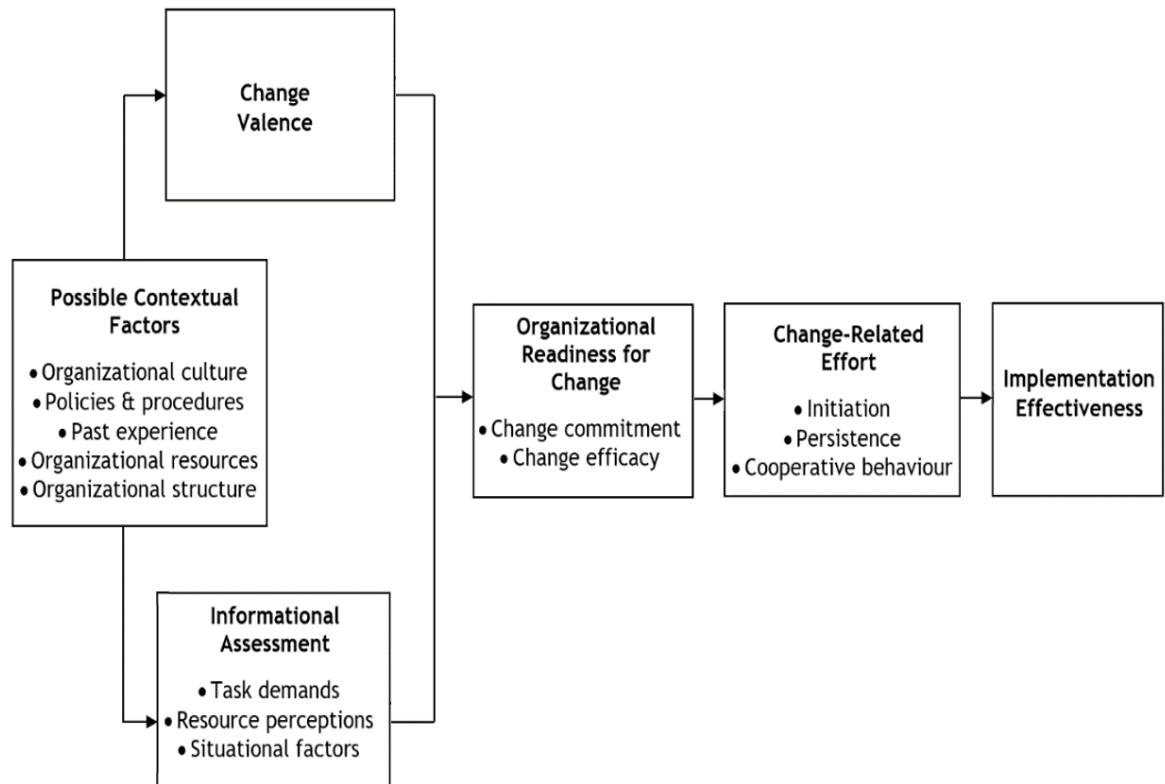 Change
Valence
Possible Contextual
Factors
• Organizational culture
• Policies & procedures
• Past experience
• Organizational resources
• Organizational structure
Informational
Assessment
• Task demands
• Resource perceptions
• Situational factors
Organizational
Readiness for
Change
• Change commitment
• Change efficacy
Change-Related
Effort
• Initiation
• Persistence
• Cooperative behaviour
Implementation
Effectiveness